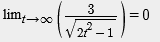 lim_{t→∞} ( 3 / √(2t² − 1) ) = 0